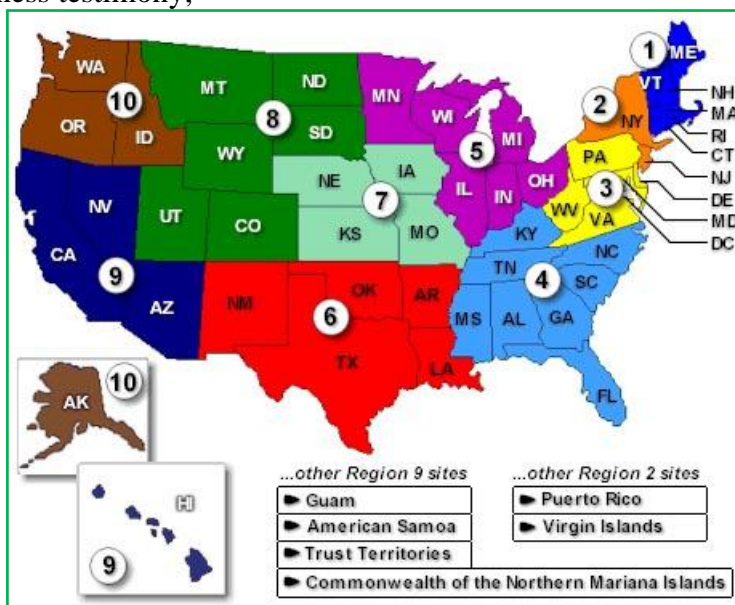 ness testimony,
1
ME
WA
VT
MT
ND
MN
NH
10
2
MA
OR
ID
8
SD
WI
MI
NY
RI
5
CT
WY
PA
NJ
NE
IA
3
DE
NV
IL
IN
OH
WV
MD
UT
7
VA
DC
CO
KS
MO
KY
CA
NC
9
TN
4
AZ
NM
OK
AR
SC
6
MS
AL
GA
TX
LA
10
AK
FL
...other Region 9 sites
Guam
American Samoa
Trust Territories
Commonwealth of the Northern Mariana Islands
...other Region 2 sites
Puerto Rico
Virgin Islands
HI
9